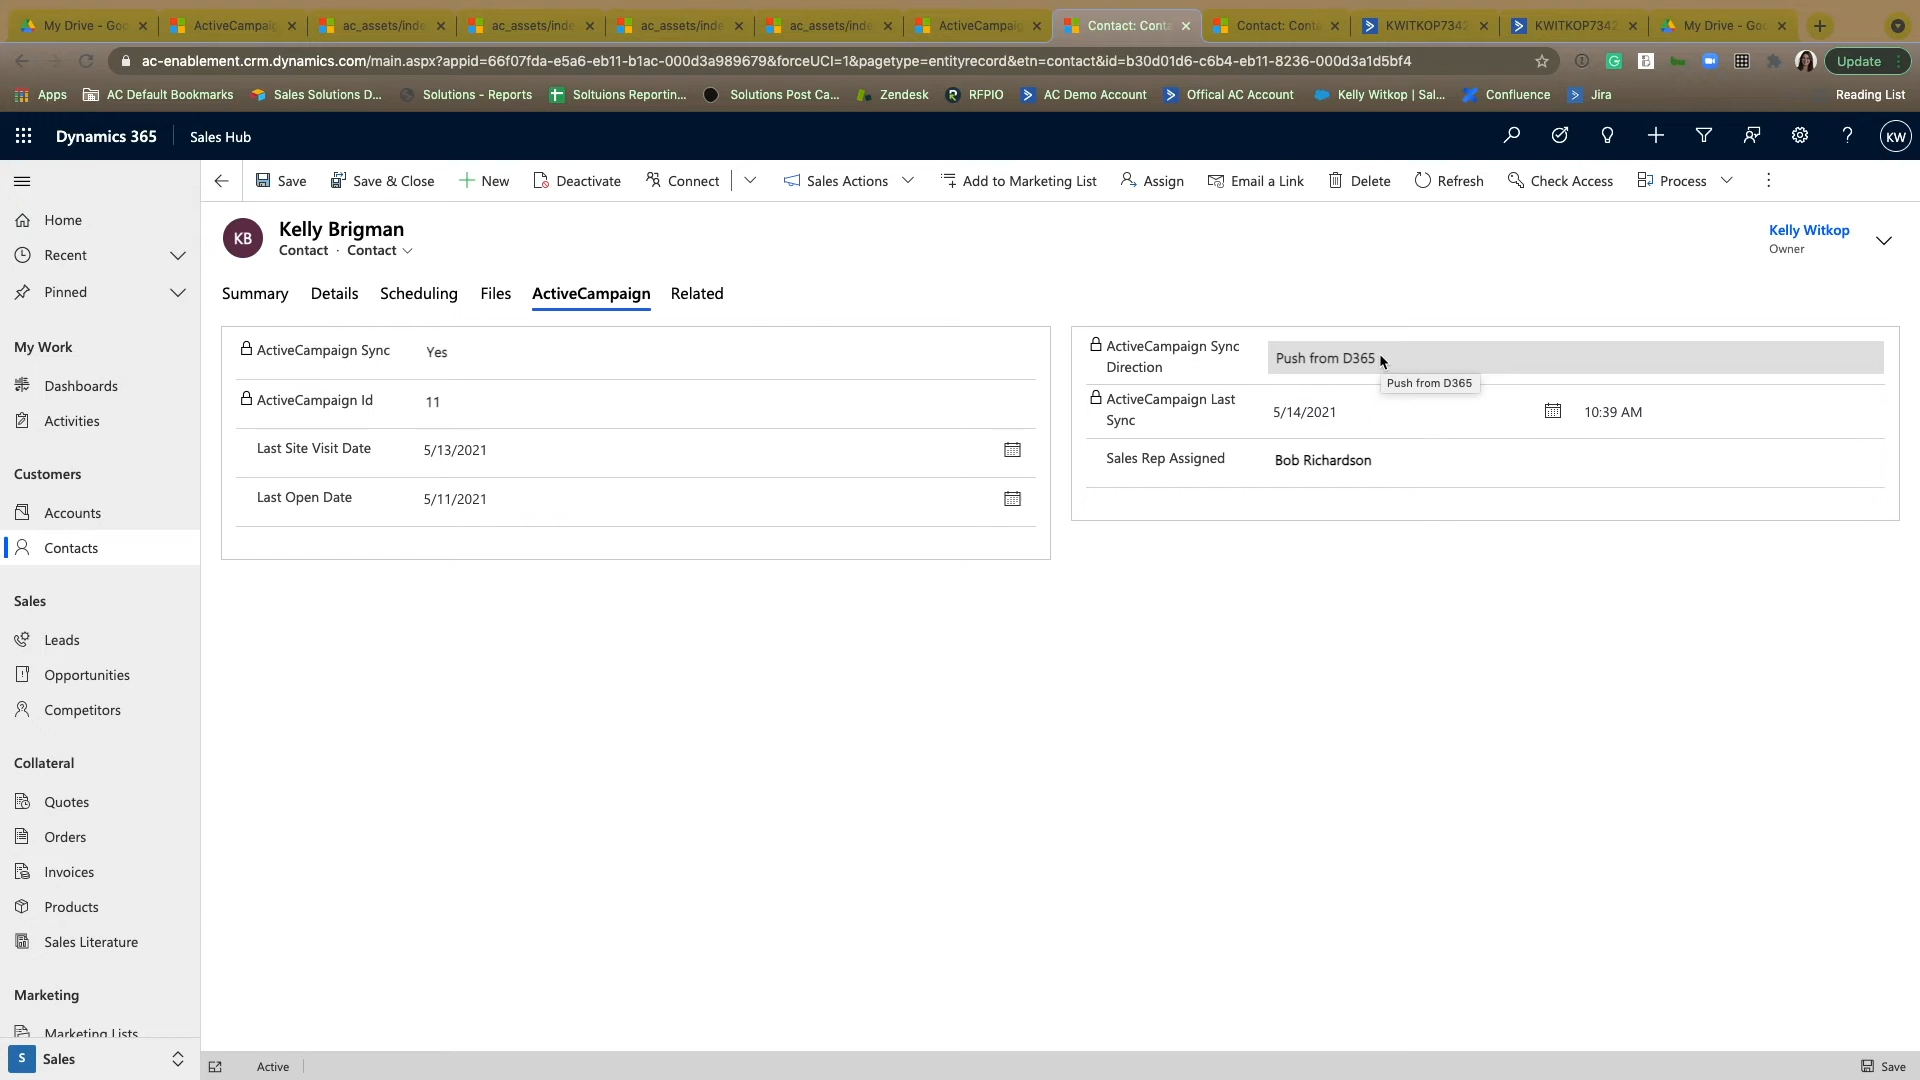 My Drive - Goo
ActiveCampaig
ac_assets/inde
ac_assets/inde
ac_assets/inde
ac_assets/inde
ActiveCampaig
Contact: Conta
Contact: Conta
KWITKOP7342
KWITKOP7342
My Drive - Goo
ac-enablement.crm.dynamics.com/main.aspx?appid=66f07fda-e5a6-eb11-b1ac-000d3a989679&forceUCI=1&pagetype=entityrecord&etn=contact&id=b30d01d6-c6b4-eb11-8236-000d3a1d5bf4
Update
Apps
AC Default Bookmarks
Sales Solutions D...
Solutions - Reports
Soltuions Reportin...
Solutions Post Ca...
Zendesk
RFPIO
AC Demo Account
Offical AC Account
Kelly Witkop | Sal...
Confluence
Jira
Reading List
Dynamics 365
Sales Hub
KW
Save
Save & Close
New
Deactivate
Connect
Sales Actions
Add to Marketing List
Assign
Email a Link
Delete
Refresh
Check Access
Process
Home
Recent
Pinned
My Work
Dashboards
Activities
Customers
Accounts
Contacts
Sales
Leads
Opportunities
Competitors
Collateral
Quotes
Orders
Invoices
Products
Sales Literature
Marketing
Marketing Lists
S Sales
KB
Kelly Brigman
Contact · Contact
Kelly Witkop
Owner
Summary
Details
Scheduling
Files
ActiveCampaign
Related
ActiveCampaign Sync
Yes
ActiveCampaign Id
11
Last Site Visit Date
5/13/2021
Last Open Date
5/11/2021
ActiveCampaign Sync
Direction
Push from D365
Push from D365
ActiveCampaign Last
Sync
5/14/2021
10:39 AM
Sales Rep Assigned
Bob Richardson
Active
Save